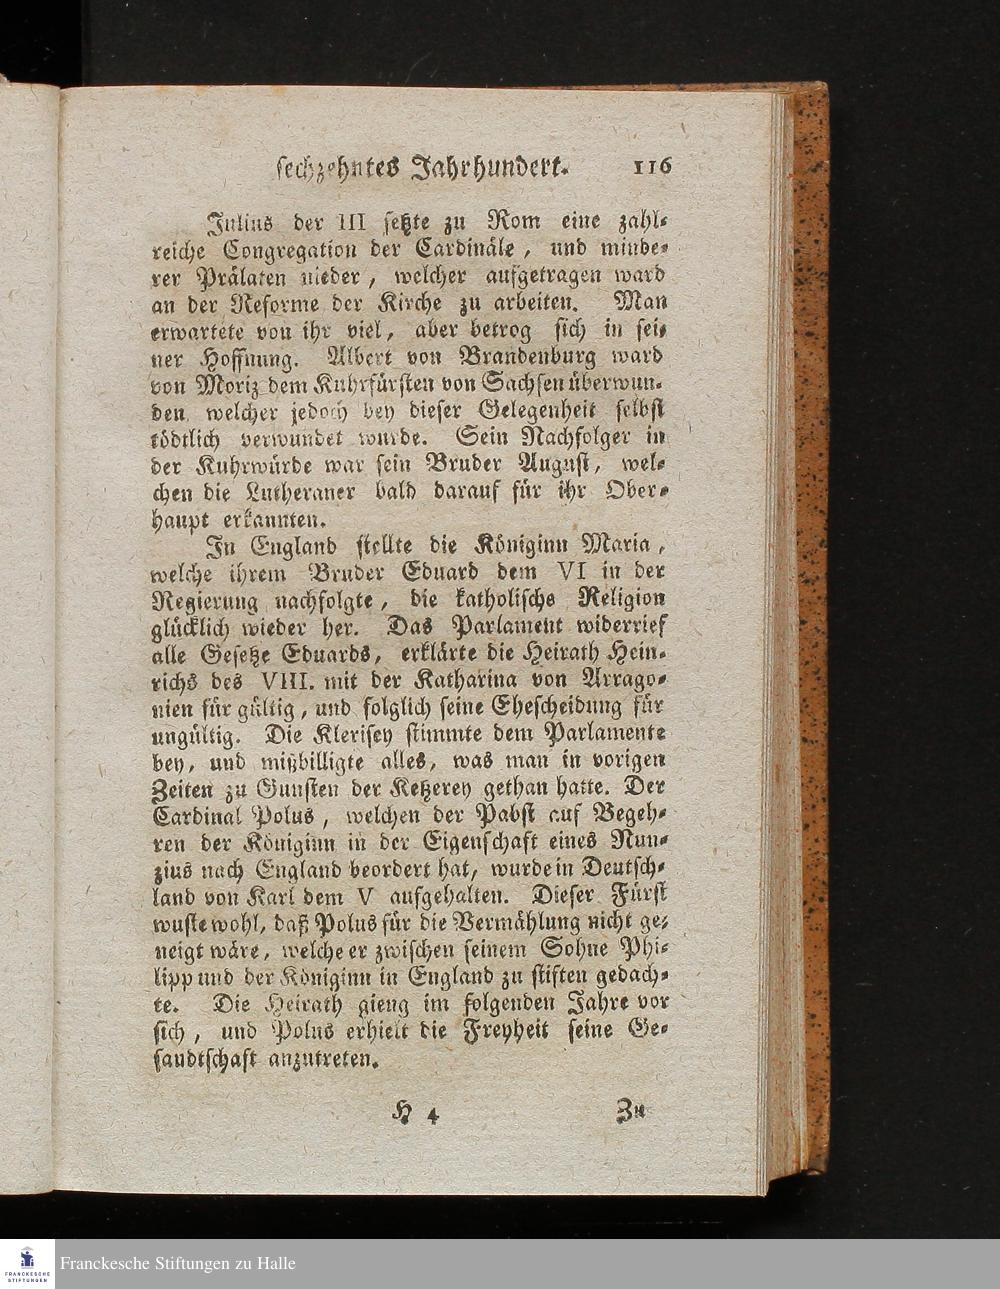 sechzehntes Jahrhundert. 116
Julius der III setzte zu Rom eine zahl-
reiche Congregation der Cardinäle, und minde-
rer Prälaten nieder, welcher aufgetragen ward
an der Reforme der Kirche zu arbeiten. Man
erwartete von ihr viel, aber betrog sich in sei-
ner Hoffnung. Albert von Brandenburg ward
von Moriz dem Kuhrfürsten von Sachsen überwun-
den welcher jedoch bey dieser Gelegenheit selbst
tödtlich verwundet wurde. Sein Nachfolger in
der Kuhrwürde war sein Bruder August, wel-
chen die Lutheraner bald darauf für ihr Ober-
haupt erkannten.
In England stellte die Königinn Maria,
welche ihrem Bruder Eduard dem VI in der
Regierung nachfolgte, die katholische Religion
glücklich wieder her. Das Parlament widerrief
alle Gesetze Eduards, erklärte die Heirath Hein-
richs des VIII. mit der Katharina von Arrago-
nien für gültig, und folglich seine Ehescheidung für
ungültig. Die Klerisey stimmte dem Parlamente
bey, und mißbilligte alles, was man in vorigen
Zeiten zu Gunsten der Ketzerey gethan hatte. Der
Cardinal Polus, welchen der Pabst auf Begeh-
ren der Königinn in der Eigenschaft eines Nun-
zius nach England beordert hat, wurde in Deutsch-
land von Karl dem V aufgehalten. Dieser Fürst
wuste wohl, daß Polus für die Vermählung nicht ge-
neigt wäre, welche er zwischen seinem Sohne Phi-
lipp und der Königinn in England zu stiften gedach-
te. Die Heirath gieng im folgenden Jahre vor
sich, und Polus erhielt die Freyheit seine Ge-
sandtschaft anzutreten.
H 4 Zu
FRANCKESCHE
STIFTUNGEN
Franckesche Stiftungen zu Halle